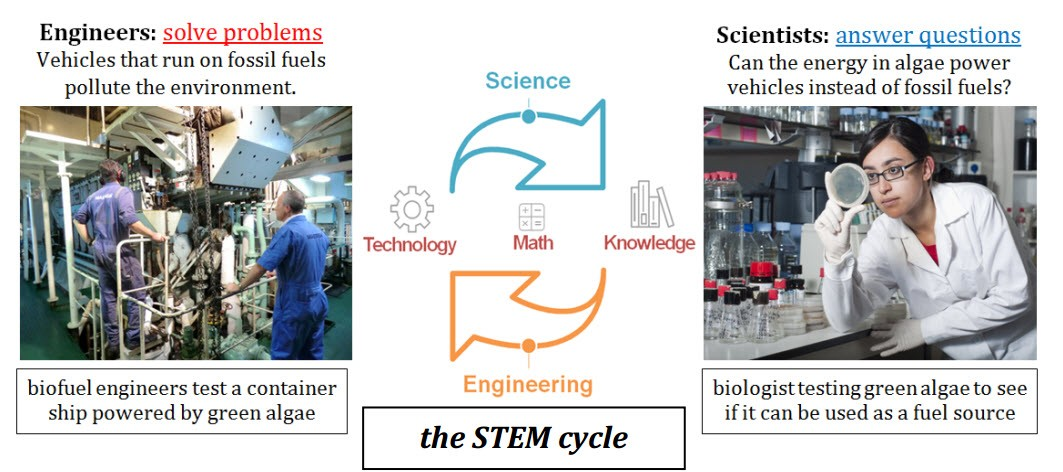 Engineers: solve problems
Vehicles that run on fossil fuels
pollute the environment.
biofuel engineers test a container
ship powered by green algae
Science
Technology
Math
Knowledge
Engineering
the STEM cycle
Scientists: answer questions
Can the energy in algae power
vehicles instead of fossil fuels?
biologist testing green algae to see
if it can be used as a fuel source